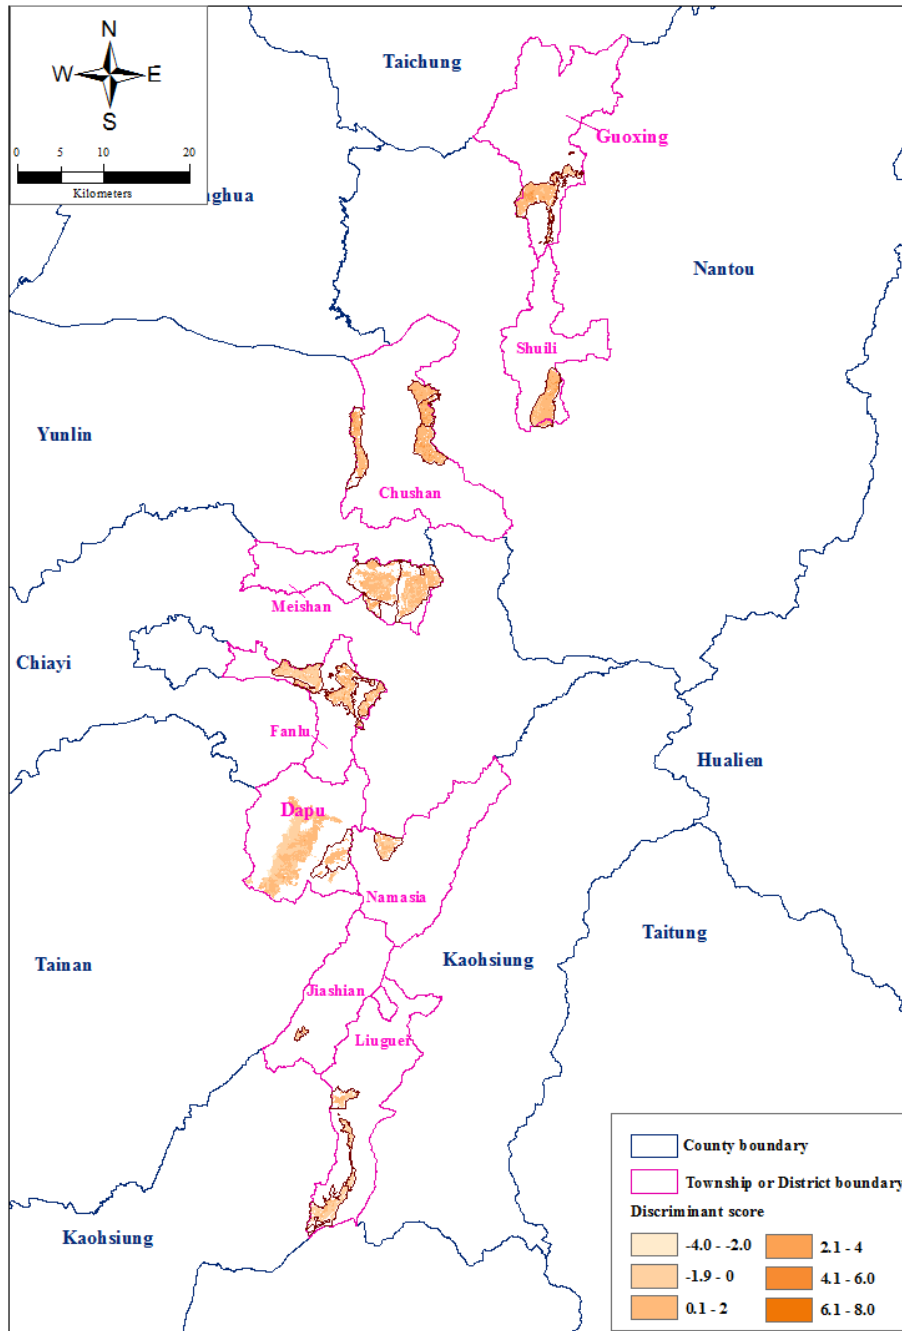 N
W E
S
0 5 10 20
Kilometers
Taichung
Guoxing
nghua
Nantou
Shuili
Yunlin
Chushan
Meishan
Chiayi
Fanlu
Hualien
Dapu
Namasia
Taitung
Tainan
Kaohsiung
Jiashian
Liuguei
Kaohsiung
County boundary
Township or District boundary
Discriminant score
-4.0 - -2.0
-1.9 - 0
0.1 - 2
2.1 - 4
4.1 - 6.0
6.1 - 8.0